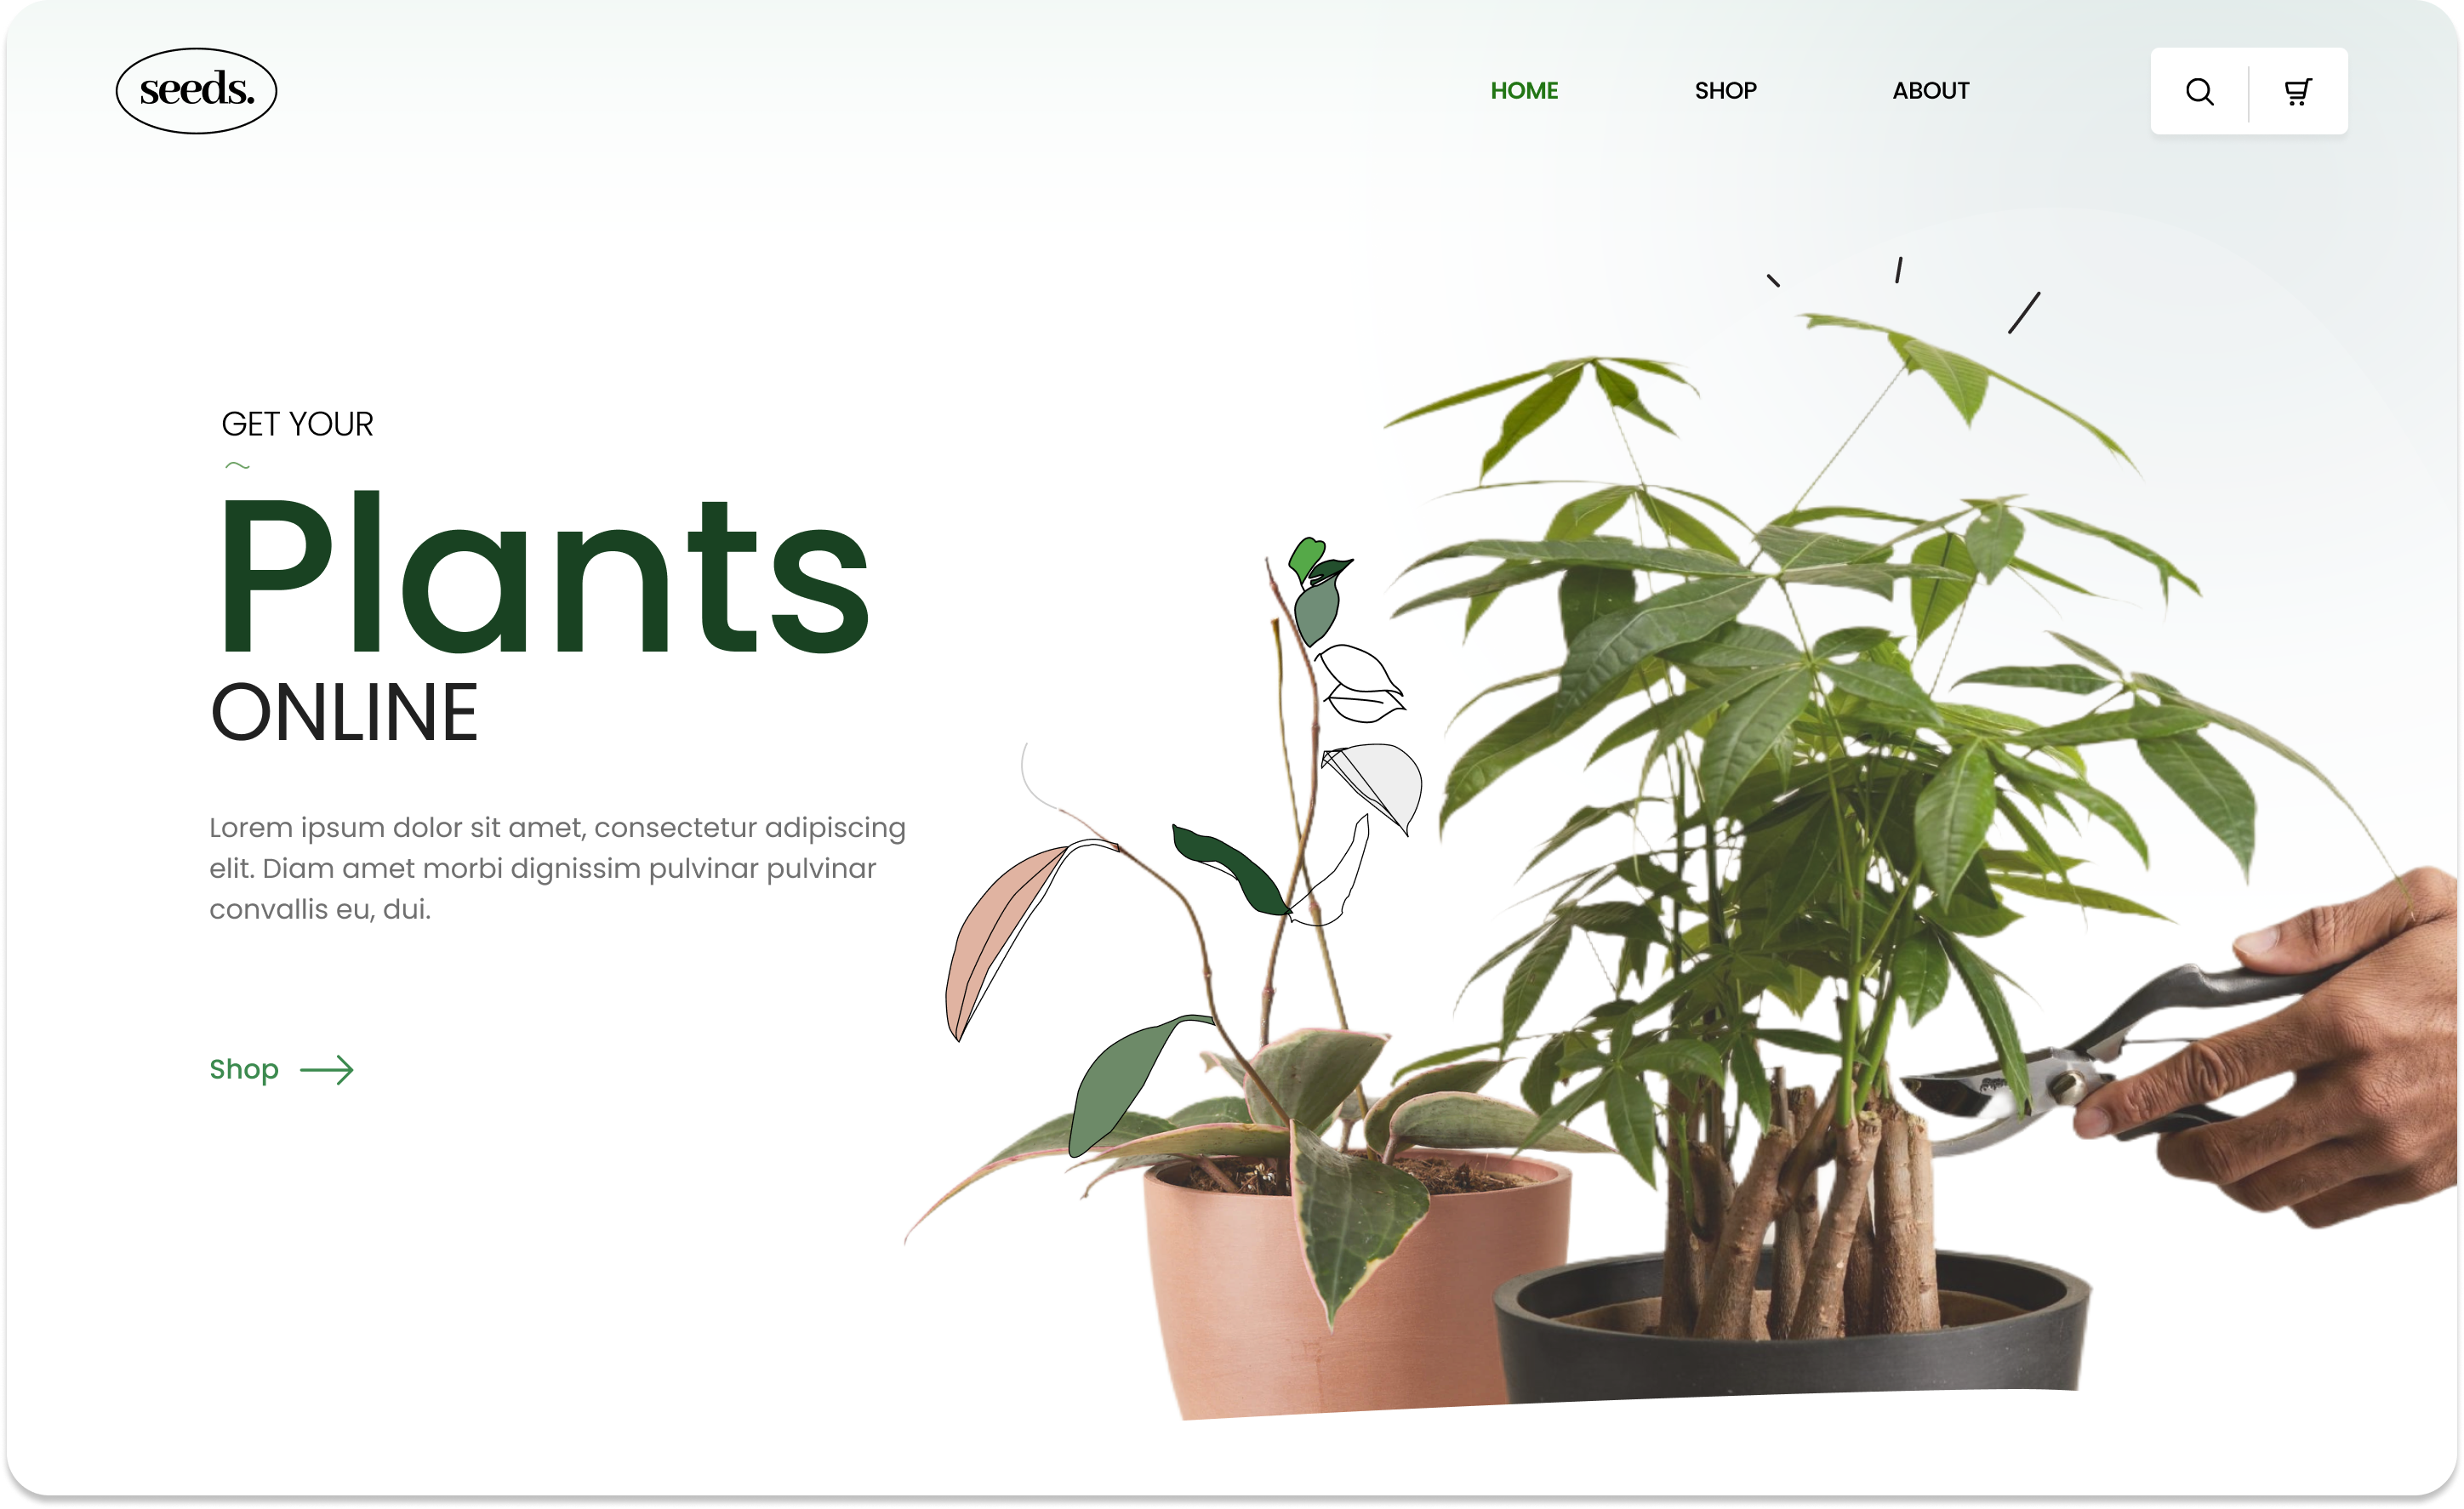 seeds.
HOME
SHOP
ABOUT
GET YOUR
Plants
ONLINE
Lorem ipsum dolor sit amet, consectetur adipiscing
elit. Diam amet morbi dignissim pulvinar pulvinar
convallis eu, dui.
Shop